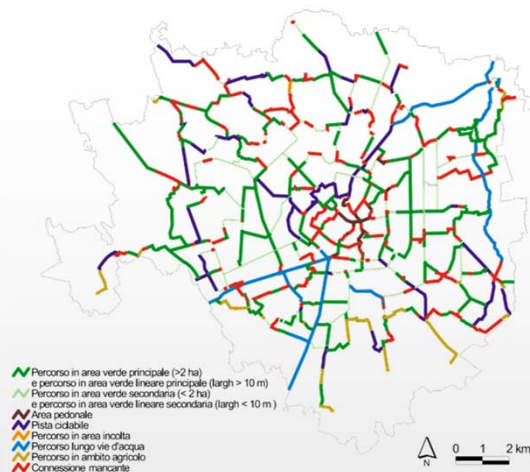 Percorso in area verde principale (>2 ha)
e percorso in area verde lineare principale (largh > 10 m)
Percorso in area verde secondaria (< 2 ha)
e percorso in area verde lineare secondaria (largh < 10 m )
Area pedonale
Pista ciclabile
Percorso in area incolta
Percorso lungo vie d'acqua
Percorso in ambito agricolo
Connessione mancante
N
0 1 2 km